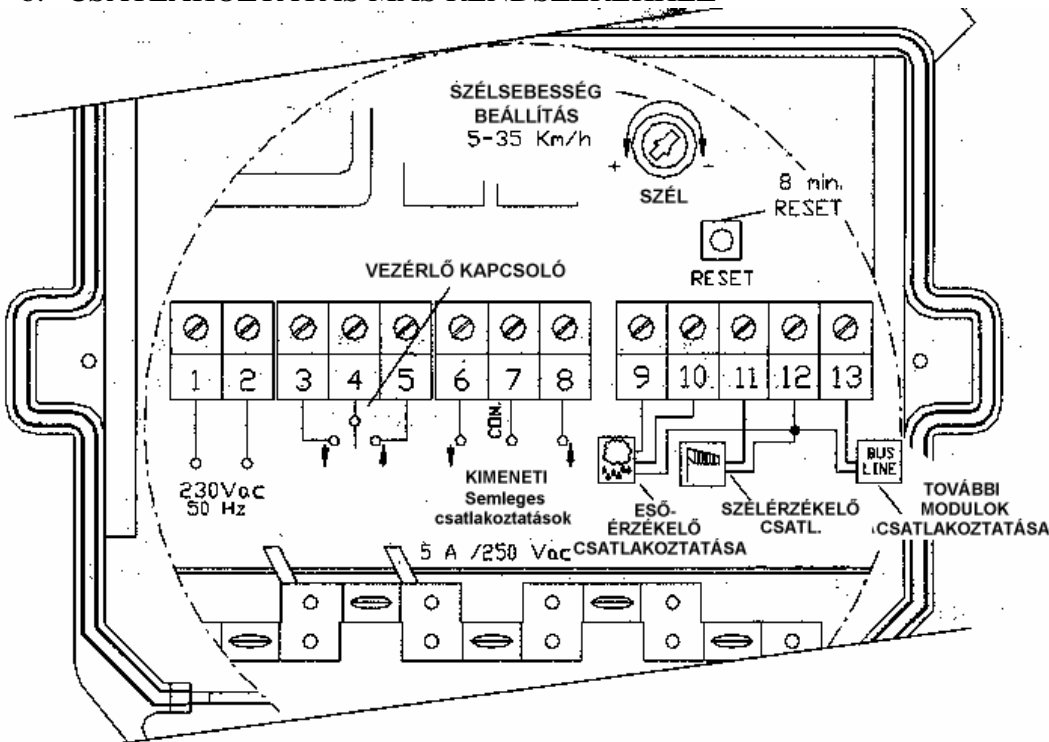 SZÉLSEBESSÉG
BEÁLLÍTÁS
5-35 Km/h
+ -
SZÉL
8 min.
RESET
RESET
VEZÉRLŐ KAPCSOLÓ
1 2 3 4 5 6 7 8 9 10 11 12 13
COM.
230Vac
50 Hz
KIMENETI
Semleges
csatlakoztatások
5 A /250 Vac
ESŐ-
ÉRZÉKELŐ
CSATLAKOZTATÁSA
SZÉLÉRZÉKELŐ
CSATL.
BUS
LINE
TOVÁBBI
MODULOK
CSATLAKOZTATÁSA